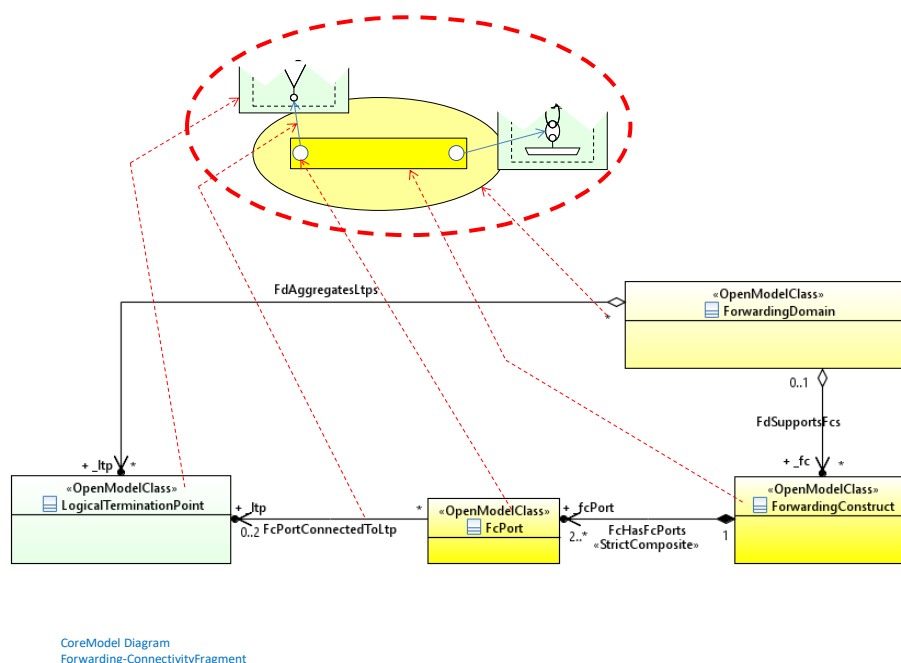 FdAggregatesLtps
«OpenModelClass»
ForwardingDomain
*
0..1
FdSupportsFcs
+ _ltp
*
+ _fc
*
«OpenModelClass»
LogicalTerminationPoint
+ _ltp
0..2
FcPortConnectedToLtp
*
«OpenModelClass»
FcPort
+ _fcPort
2..*
FcHasFcPorts
«StrictComposite»
1
«OpenModelClass»
ForwardingConstruct
CoreModel Diagram
Forwarding-ConnectivityFragment